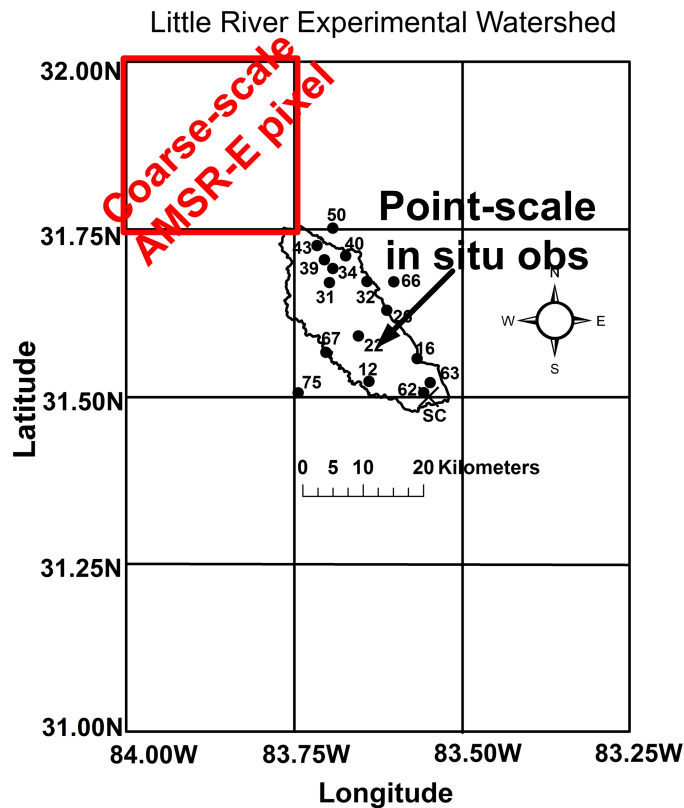 Little River Experimental Watershed
32.00N
Coarse-scale
AMSR-E pixel
31.75N
50
Point-scale
in situ obs
43
40
39
34
31
32
66
26
N
W
E
S
67
22
16
12
63
75
62
SC
31.50N
Latitude
0 5 10 20 Kilometers
31.25N
31.00N
84.00W 83.75W 83.50W 83.25W
Longitude